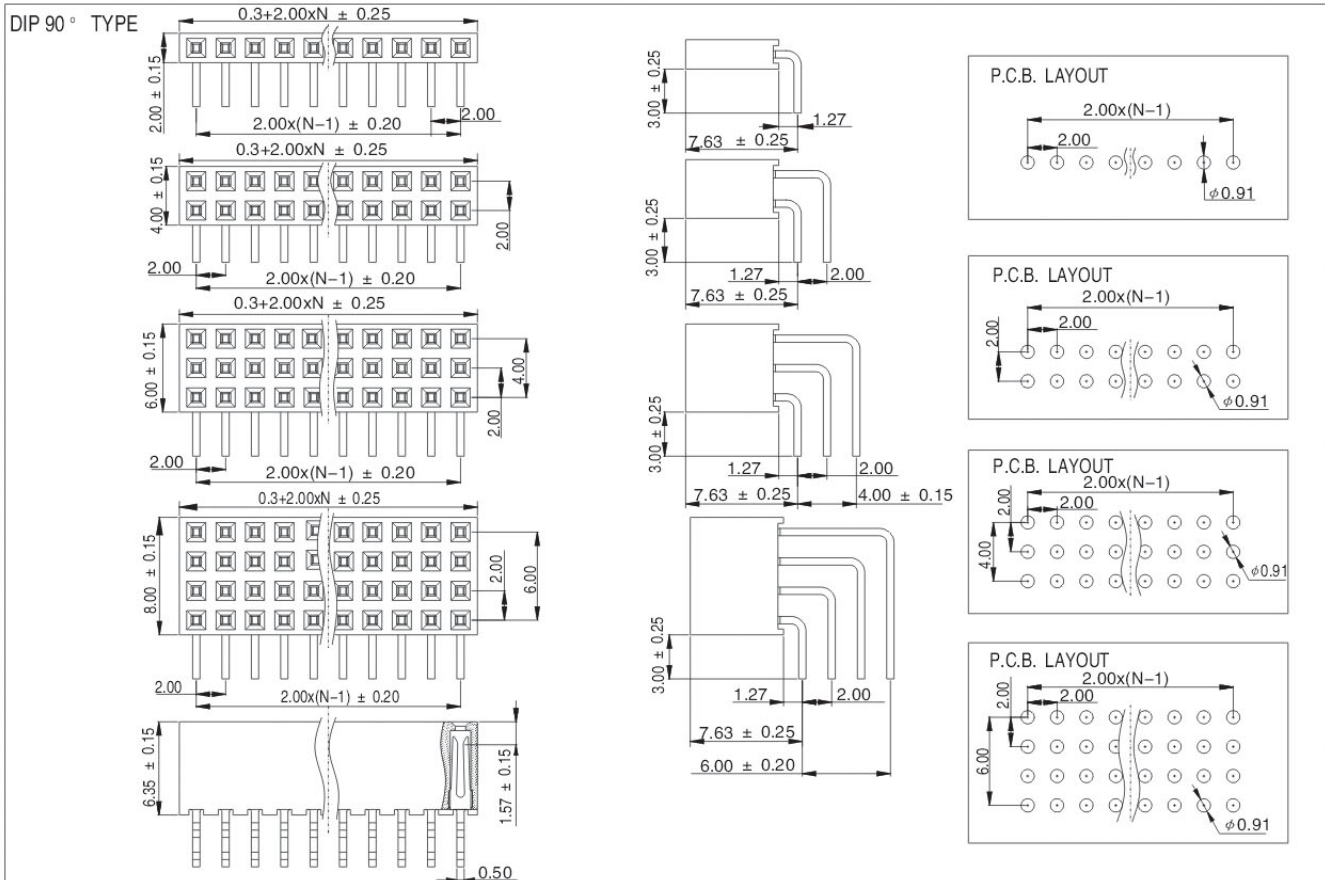 DIP 90 ° TYPE
0.3+2.00xN ± 0.25
2.00 ± 0.15
2.00x(N-1) ± 0.20
2.00
0.3+2.00xN ± 0.25
4.00 ± 0.15
2.00
2.00
2.00x(N-1) ± 0.20
0.3+2.00xN ± 0.25
6.00 ± 0.15
4.00
2.00
2.00
2.00x(N-1) ± 0.20
0.3+2.00xN ± 0.25
8.00 ± 0.15
2.00
6.00
2.00
2.00x(N-1) ± 0.20
6.35 ± 0.15
1.57 ± 0.15
0.50
3.00 ± 0.25
1.27
7.63 ± 0.25
3.00 ± 0.25
1.27
2.00
7.63 ± 0.25
3.00 ± 0.25
1.27
2.00
7.63 ± 0.25
4.00 ± 0.15
3.00 ± 0.25
1.27
2.00
7.63 ± 0.25
6.00 ± 0.20
P.C.B. LAYOUT
2.00x(N-1)
2.00
φ0.91
P.C.B. LAYOUT
2.00x(N-1)
2.00
2.00
φ0.91
P.C.B. LAYOUT
2.00x(N-1)
2.00
2.00
4.00
φ0.91
P.C.B. LAYOUT
2.00x(N-1)
2.00
2.00
6.00
φ0.91